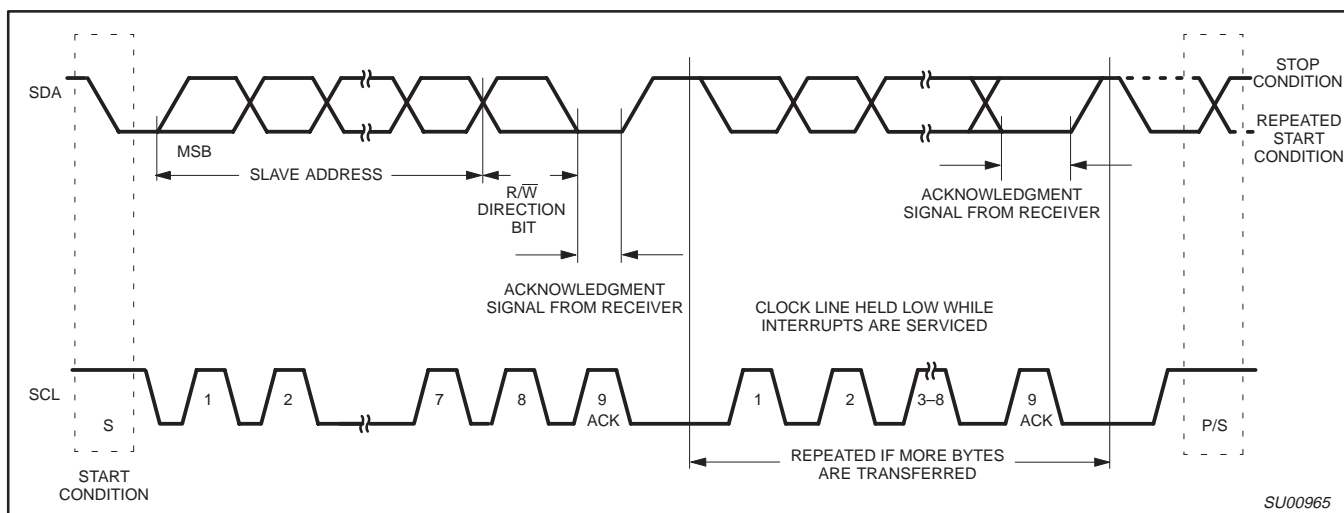 SDA
STOP
CONDITION
REPEATED
START
CONDITION
MSB
SLAVE ADDRESS
R/W̅
DIRECTION
BIT
ACKNOWLEDGMENT
SIGNAL FROM RECEIVER
ACKNOWLEDGMENT
SIGNAL FROM RECEIVER
CLOCK LINE HELD LOW WHILE
INTERRUPTS ARE SERVICED
SCL
S
1
2
7
8
9
ACK
1
2
3–8
9
ACK
P/S
START
CONDITION
REPEATED IF MORE BYTES
ARE TRANSFERRED
SU00965